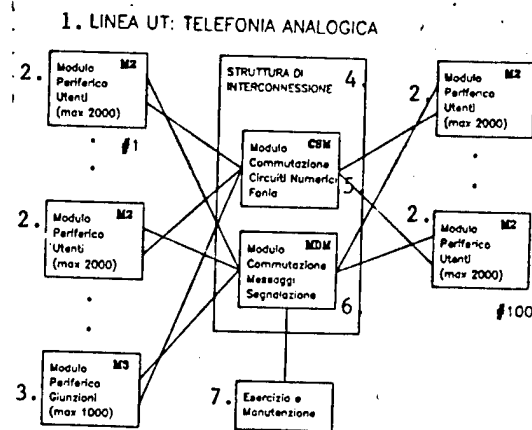 1. LINEA UT: TELEFONIA ANALOGICA
2. Modulo M2
Periferico
Utenti
(max 2000)
#1
2. Modulo M2
Periferico
Utenti
(max 2000)
3. Modulo M3
Periferico
Giunzioni
(max 1000)
STRUTTURA DI
INTERCONNESSIONE
4.
Modulo CSM
Commutazione
Circuiti Numerici
Fonia
5
Modulo MDM
Commutazione
Messaggi
Segnalazione
6
7. Esercizio e
Manutenzione
2. Modulo M2
Periferico
Utenti
(max 2000)
2. Modulo M2
Periferico
Utenti
(max 2000)
#100